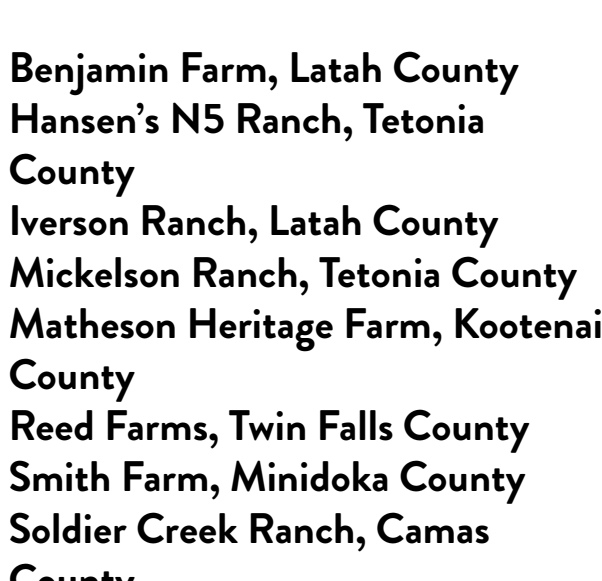 Benjamin Farm, Latah County
Hansen’s N5 Ranch, Tetonia
County
Iverson Ranch, Latah County
Mickelson Ranch, Tetonia County
Matheson Heritage Farm, Kootenai
County
Reed Farms, Twin Falls County
Smith Farm, Minidoka County
Soldier Creek Ranch, Camas
County